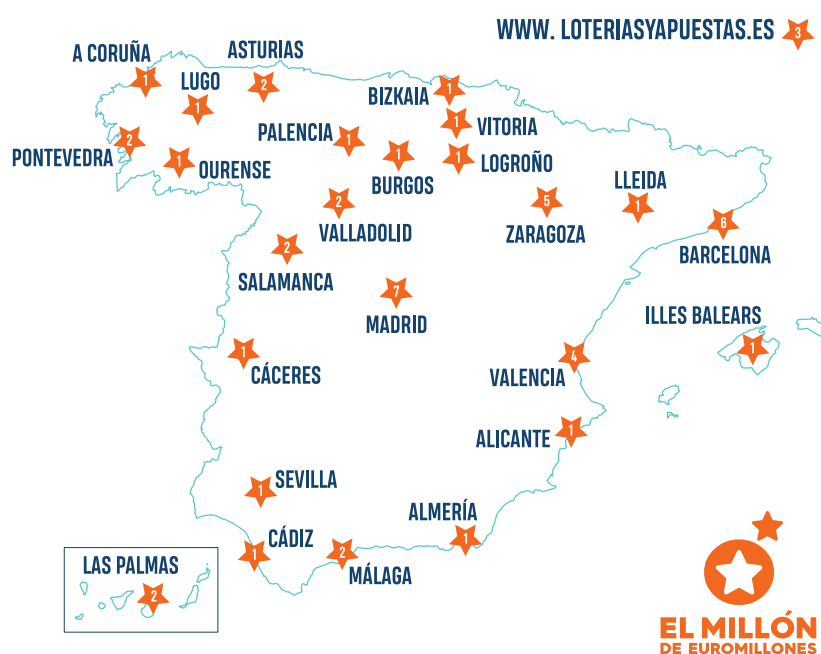 WWW. LOTERIASYAPUESTAS.ES 3
A CORUÑA 1
ASTURIAS 2
LUGO 1
BIZKAIA 1
VITORIA 1
PALENCIA 1
PONTEVEDRA 2
OURENSE 1
BURGOS 1
LOGROÑO 1
LLEIDA 1
VALLADOLID 2
ZARAGOZA 5
BARCELONA 6
SALAMANCA 2
MADRID 7
ILLES BALEARS 1
CÁCERES 1
VALENCIA 4
ALICANTE 1
SEVILLA 1
ALMERÍA 1
CÁDIZ 1
MÁLAGA 2
LAS PALMAS 2
EL MILLÓN
DE EUROMILLONES